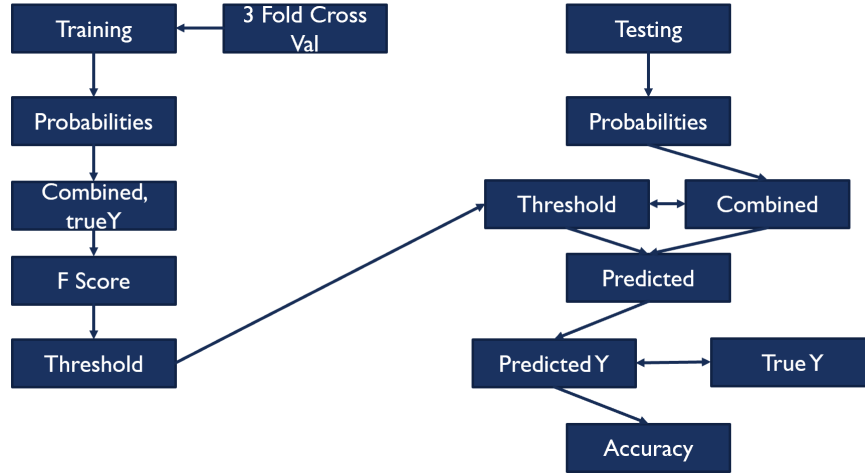 Training
3 Fold Cross
Val
Testing
Probabilities
Probabilities
Combined,
trueY
Threshold
Combined
F Score
Predicted
Threshold
Predicted Y
True Y
Accuracy